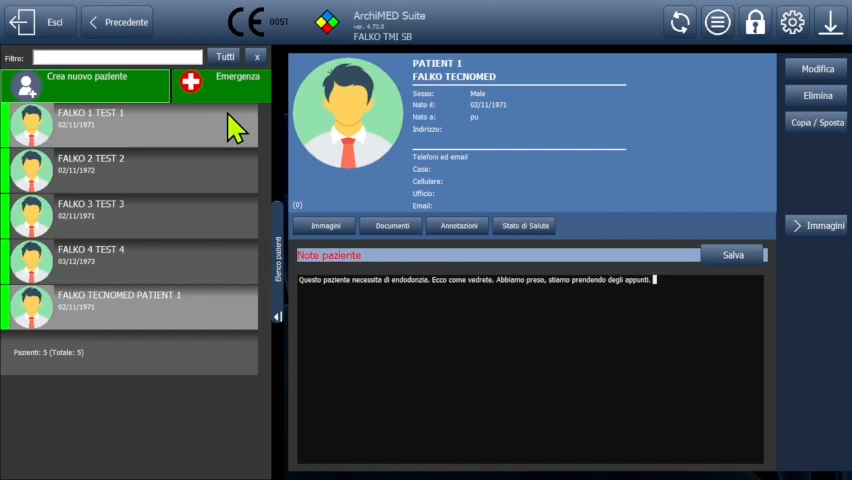 Esci
Precedente
CE 0051
ArchiMED Suite
ver. 4.73.0
FALKO TMI SB
Filtro:
Tutti
x
Crea nuovo paziente
Emergenza
FALKO 1 TEST 1
02/11/1971
FALKO 2 TEST 2
02/11/1972
FALKO 3 TEST 3
02/11/1971
FALKO 4 TEST 4
03/12/1973
FALKO TECNOMED PATIENT 1
02/11/1971
Pazienti: 5 (Totale: 5)
Elenco pazienti
PATIENT 1
FALKO TECNOMED
Sesso: Male
Nato il: 02/11/1971
Nato a: pu
Indirizzo:
Telefoni ed email
Casa:
Cellulare:
Ufficio:
Email:
(0)
Immagini
Documenti
Annotazioni
Stato di Salute
Note paziente
Salva
Questo paziente necessita di endodonzia. Ecco come vedrete. Abbiamo preso, stiamo prendendo degli appunti.
Modifica
Elimina
Copia / Sposta
Immagini